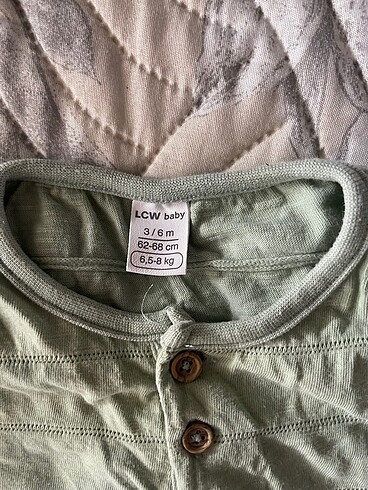 LCW baby
3 / 6 m
62-68 cm
6,5-8 kg